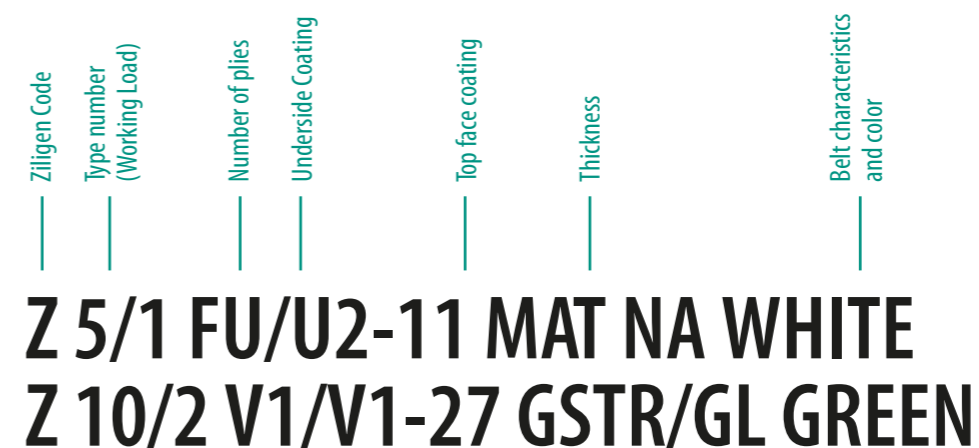 Ziligen Code
Type number
(Working Load)
Number of plies
Underside Coating
Top face coating
Thickness
Belt characteristics
and color
Z 5/1 FU/U2-11 MAT NA WHITE
Z 10/2 V1/V1-27 GSTR/GL GREEN